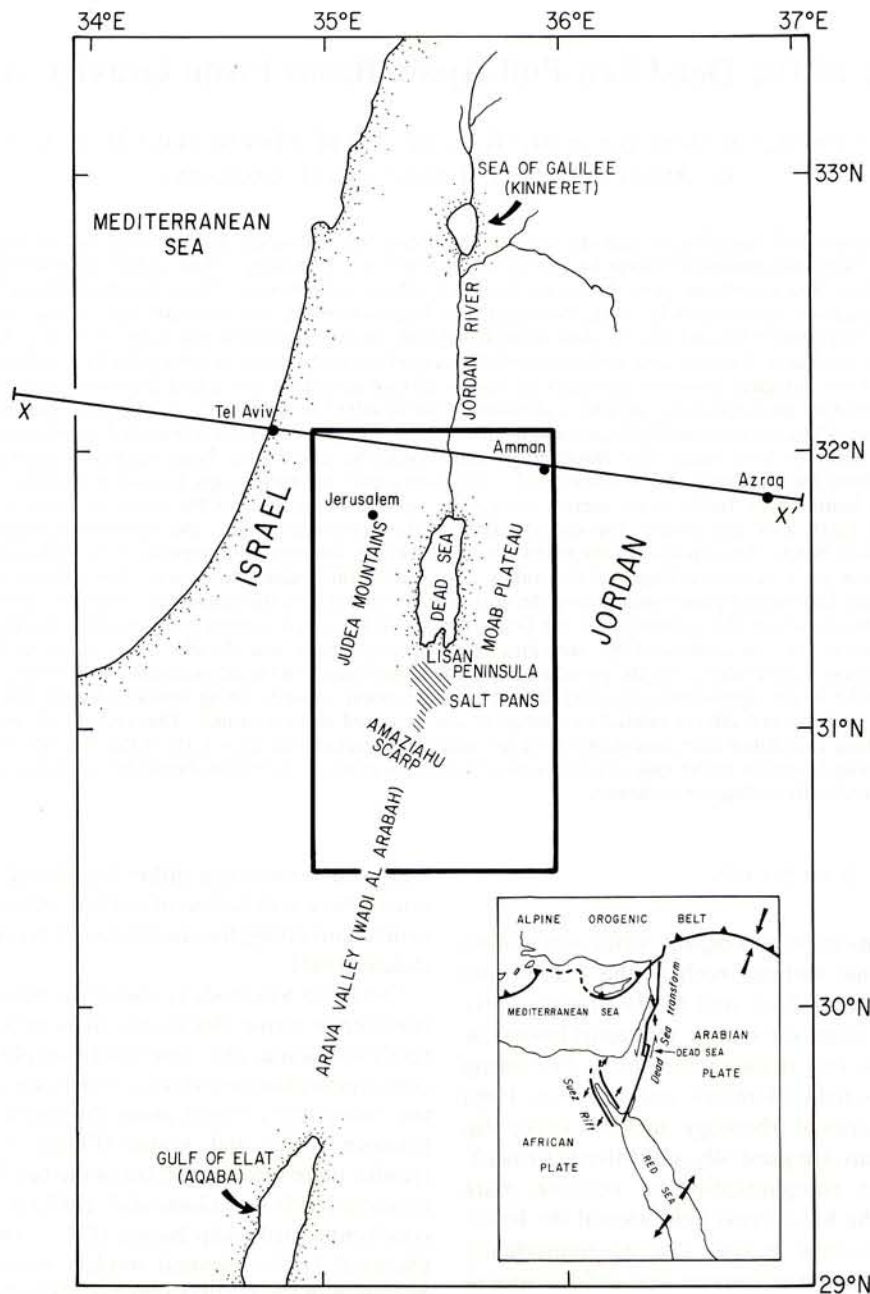 34°E
35°E
36°E
37°E
33°N
32°N
31°N
30°N
29°N
MEDITERRANEAN
SEA
SEA OF GALILEE
(KINNERET)
JORDAN RIVER
X
Tel Aviv
Amman
Azraq
X'
Jerusalem
ISRAEL
JUDEA MOUNTAINS
DEAD SEA
MOAB PLATEAU
JORDAN
LISAN
PENINSULA
SALT PANS
AMAZIAHU
SCARP
ARAVA VALLEY (WADI AL ARABAH)
GULF OF ELAT
(AQABA)
ALPINE OROGENIC BELT
MEDITERRANEAN SEA
Dead Sea transform
ARABIAN
PLATE
DEAD SEA
Suez Rift
AFRICAN
PLATE
RED SEA